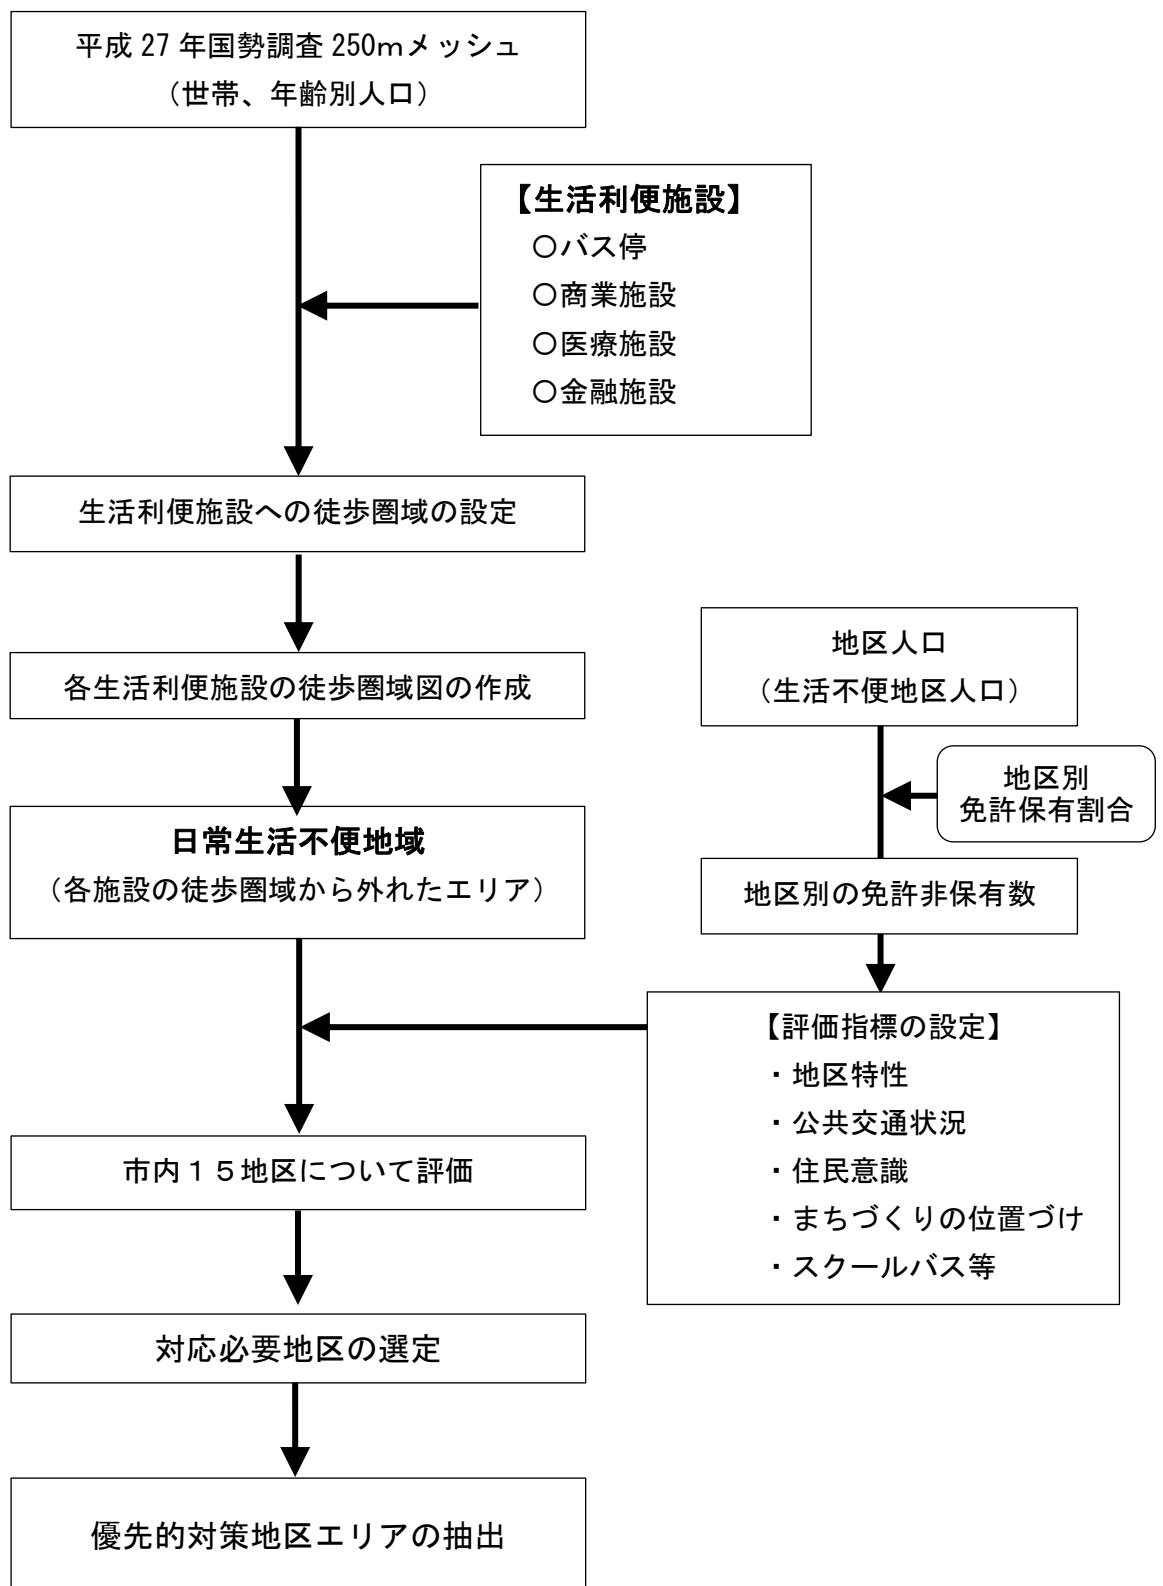 平成 27 年国勢調査 250mメッシュ
（世帯、年齢別人口）
【生活利便施設】
○バス停
○商業施設
○医療施設
○金融施設
生活利便施設への徒歩圏域の設定
各生活利便施設の徒歩圏域図の作成
日常生活不便地域
（各施設の徒歩圏域から外れたエリア）
地区人口
（生活不便地区人口）
地区別
免許保有割合
地区別の免許非保有数
【評価指標の設定】
・地区特性
・公共交通状況
・住民意識
・まちづくりの位置づけ
・スクールバス等
市内１５地区について評価
対応必要地区の選定
優先的対策地区エリアの抽出